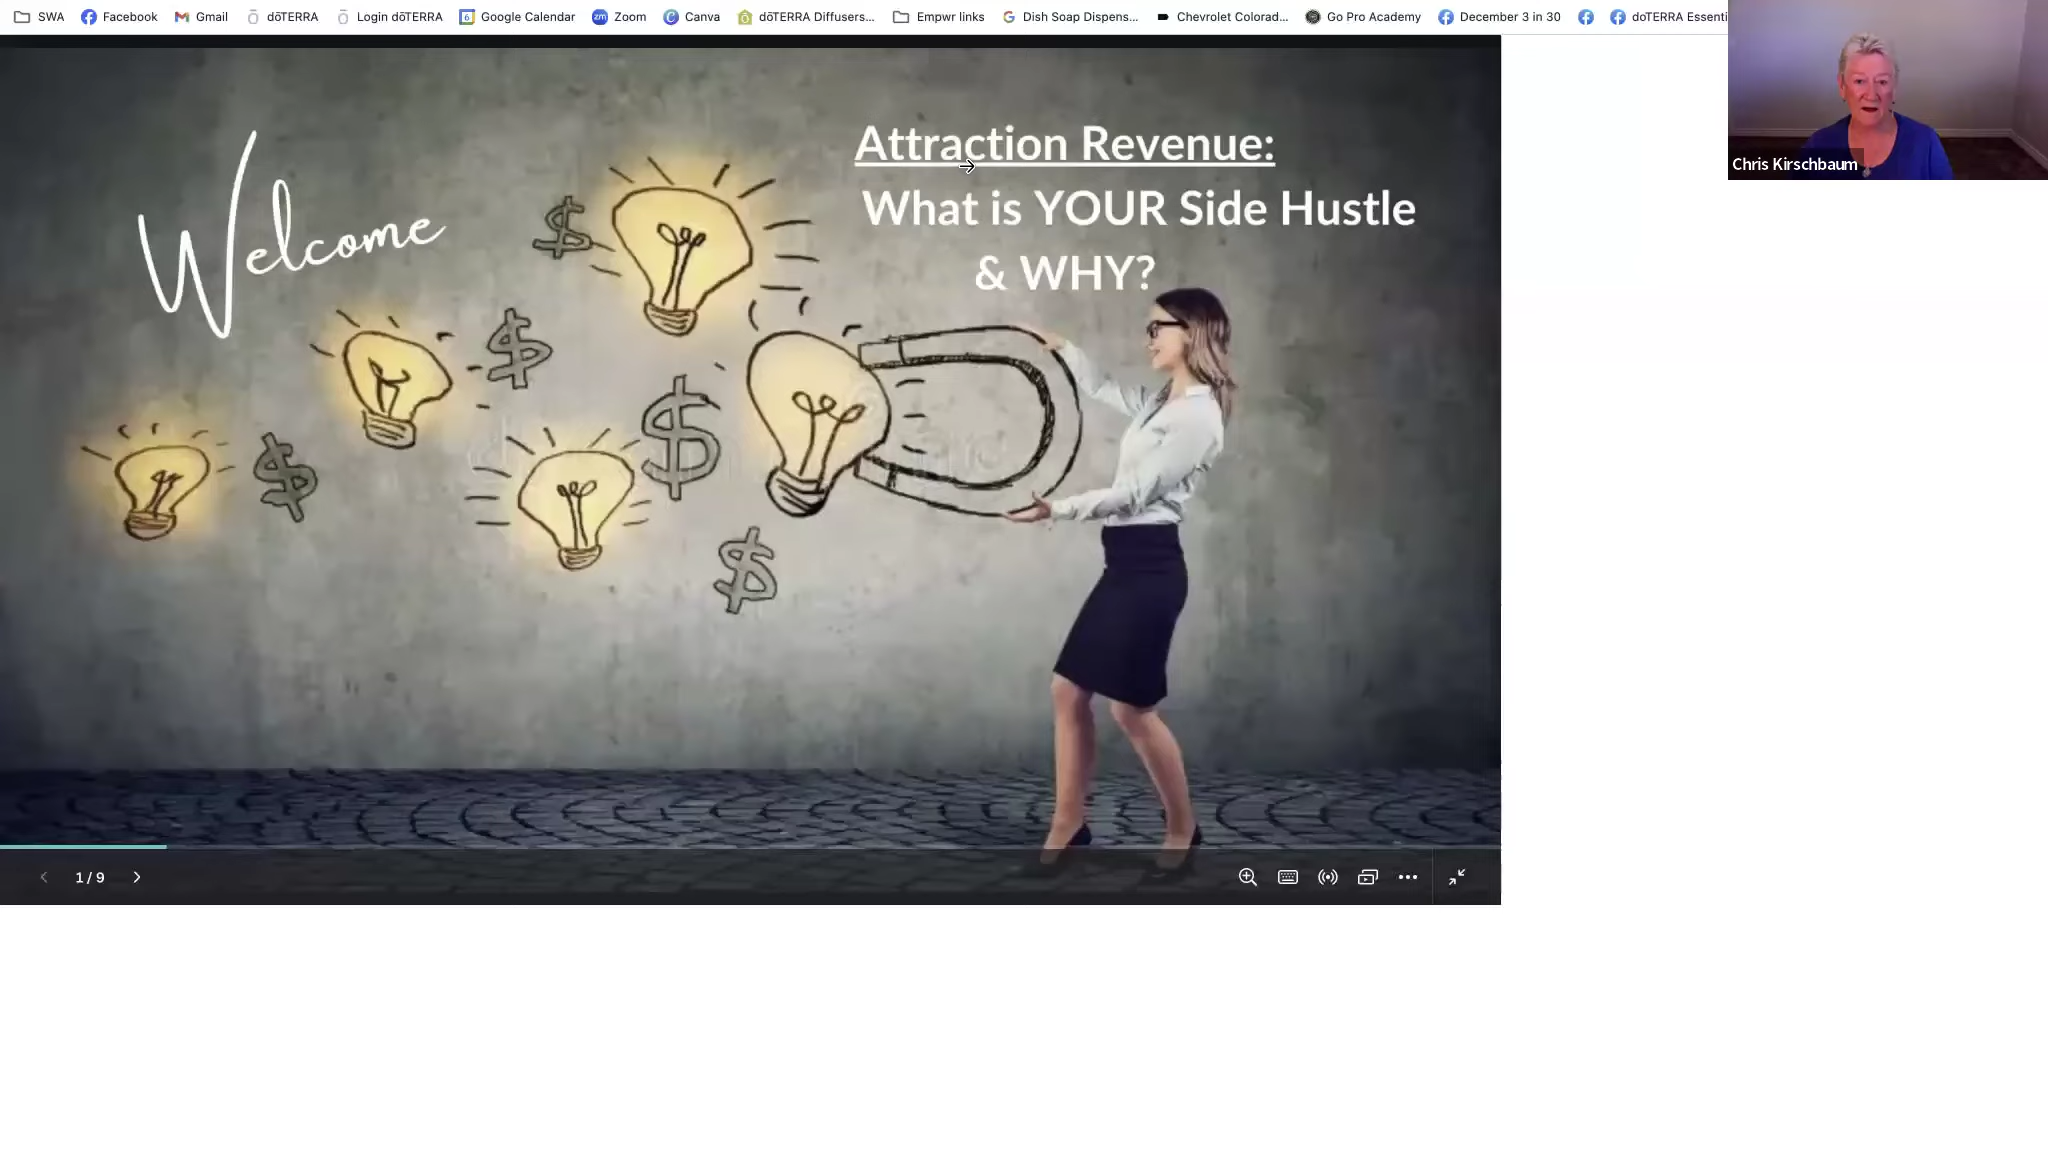 SWA
Facebook
Gmail
dōTERRA
Login dōTERRA
Google Calendar
Zoom
Canva
dōTERRA Diffusers...
Empwr links
Dish Soap Dispens...
Chevrolet Colorad...
Go Pro Academy
December 3 in 30
doTERRA Essenti
Chris Kirschbaum
Welcome
Attraction Revenue:
What is YOUR Side Hustle
& WHY?
$
$
$
$
$
1 / 9